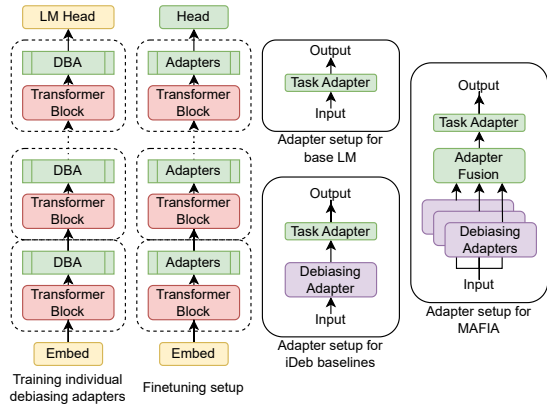 LM Head
DBA
Transformer
Block
DBA
Transformer
Block
DBA
Transformer
Block
Embed
Training individual
debiasing adapters
Head
Adapters
Transformer
Block
Adapters
Transformer
Block
Adapters
Transformer
Block
Embed
Finetuning setup
Output
Task Adapter
Input
Adapter setup for
base LM
Output
Task Adapter
Debiasing
Adapter
Input
Adapter setup for
iDeb baselines
Output
Task Adapter
Adapter
Fusion
Debiasing
Adapters
Input
Adapter setup for
MAFIA